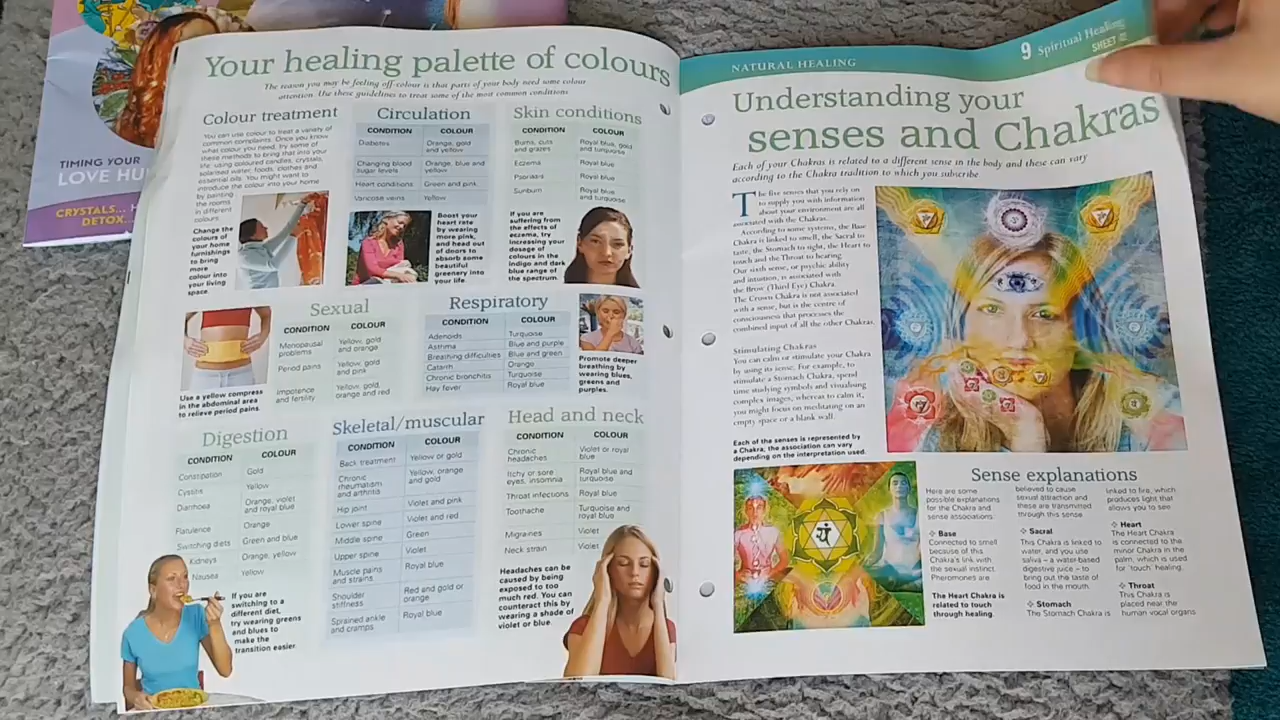 TIMING YOUR
LOVE HU
CRYSTALS... H
DETOX...
Your healing palette of colours
The reason you may be feeling off-colour is that parts of your body need some colour
attention. Use these guidelines to treat some of the most common conditions
Colour treatment
You can use colour to treat a variety of
common complaints. Once you know
what colour you need, try some of
these methods to bring that into your
life: using coloured candles, crystals,
solarised water, foods, clothes and
essential oils. You might want to
introduce the colour into your home
by painting
the rooms
in different
colours.
Change the
colours of
your home
furnishings
to bring
more
colour into
your living
space.
Circulation
CONDITION COLOUR
Diabetes Orange, gold
and yellow
Changing blood Orange, blue and
sugar levels yellow
Heart conditions Green and pink
Varicose veins Yellow
Boost your
heart rate
by wearing
more pink,
and head out
of doors to
absorb some
beautiful
greenery into
your life.
Skin conditions
CONDITION COLOUR
Burns, cuts Royal blue, gold
and grazes and turquoise
Eczema Royal blue
Psoriasis Royal blue
Sunburn Royal blue
and turquoise
If you are
suffering from
the effects of
eczema, try
increasing your
dosage of
colours in the
indigo and dark
blue range of
the spectrum.
Sexual
CONDITION COLOUR
Menopausal Yellow, gold
problems and orange
Period pains Yellow, gold
and pink
Impotence Yellow, gold,
and fertility orange and red
Use a yellow compress
in the abdominal area
to relieve period pains.
Respiratory
CONDITION COLOUR
Adenoids Turquoise
Asthma Blue and purple
Breathing difficulties Blue and green
Catarrh Orange
Chronic bronchitis Turquoise
Hay fever Royal blue
Promote deeper
breathing by
wearing blues,
greens and
purples.
Digestion
CONDITION COLOUR
Constipation Gold
Cystitis Yellow
Diarrhoea Orange, violet
and royal blue
Flatulence Orange
Switching diets Green and blue
Kidneys Orange, yellow
Nausea Yellow
If you are
switching to a
different diet,
try wearing greens
and blues to
make the
transition easier.
Skeletal/muscular
CONDITION COLOUR
Back treatment Yellow or gold
Chronic Yellow, orange
rheumatism and gold
and arthritis
Hip joint Violet and pink
Lower spine Violet and red
Middle spine Green
Upper spine Violet
Muscle pains Royal blue
and strains
Shoulder Red and gold or
stiffness orange
Sprained ankle Royal blue
and cramps
Head and neck
CONDITION COLOUR
Chronic Violet or royal
headaches blue
Itchy or sore Royal blue and
eyes, insomnia turquoise
Throat infections Royal blue
Toothache Turquoise and
royal blue
Migraines Violet
Neck strain Violet
Headaches can be
caused by being
exposed to too
much red. You can
counteract this by
wearing a shade of
violet or blue.
NATURAL HEALING
9 Spiritual Healing
SHEET
Understanding your
senses and Chakras
Each of your Chakras is related to a different sense in the body and these can vary
according to the Chakra tradition to which you subscribe
The five senses that you rely on
to supply you with information
about your environment are all
associated with the Chakras.
According to some systems, the Base
Chakra is linked to smell, the Sacral to
taste, the Stomach to sight, the Heart to
touch and the Throat to hearing.
Our sixth sense, or psychic ability
and intuition, is associated with
the Brow (Third Eye) Chakra.
The Crown Chakra is not associated
with a sense, but is the centre of
consciousness that processes the
combined input of all the other Chakras.
Stimulating Chakras
You can calm or stimulate your Chakra
by using its sense. For example, to
stimulate a Stomach Chakra, spend
time studying symbols and visualising
complex images, whereas to calm it,
you might focus on meditating on an
empty space or a blank wall.
Each of the senses is represented by
a Chakra; the association can vary
depending on the interpretation used.
Sense explanations
Here are some
possible explanations
for the Chakra and
sense associations:
Base
Connected to smell
because of this
Chakra's link with
the sexual instinct.
Pheromones are
The Heart Chakra
is related to touch
through healing.
believed to cause
sexual attraction and
these are transmitted
through this sense.
Sacral
This Chakra is linked to
water, and you use
saliva – a water-based
digestive juice – to
bring out the taste of
food in the mouth.
Stomach
The Stomach Chakra is
linked to fire, which
produces light that
allows you to see.
Heart
The Heart Chakra
is connected to the
minor Chakra in the
palm, which is used
for 'touch' healing.
Throat
This Chakra is
placed near the
human vocal organs